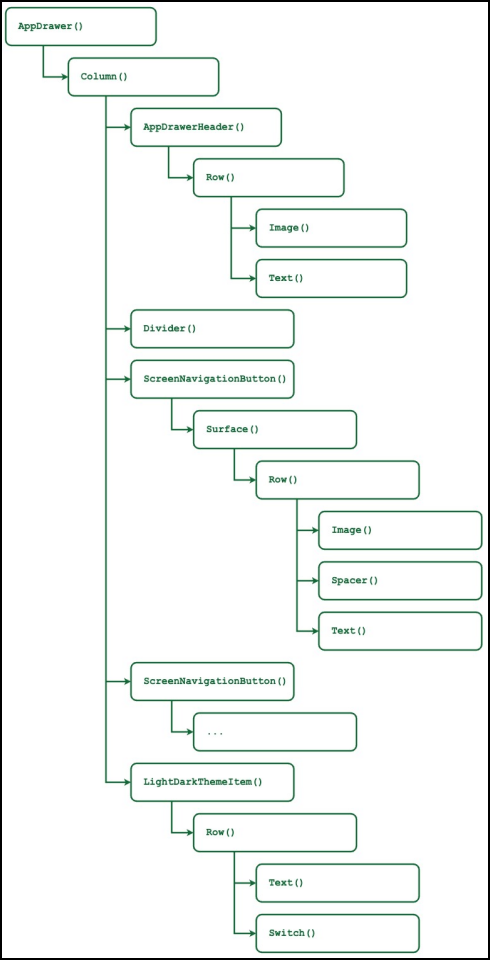 AppDrawer()
Column()
AppDrawerHeader()
Row()
Image()
Text()
Divider()
ScreenNavigationButton()
Surface()
Row()
Image()
Spacer()
Text()
ScreenNavigationButton()
...
LightDarkThemeItem()
Row()
Text()
Switch()